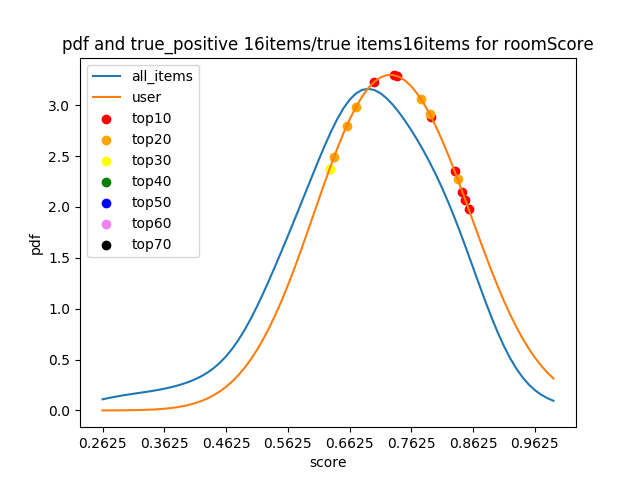 pdf and true_positive 16items/true items16items for roomScore
all_items
user
top10
top20
top30
top40
top50
top60
top70
pdf
3.0
2.5
2.0
1.5
1.0
0.5
0.0
0.2625 0.3625 0.4625 0.5625 0.6625 0.7625 0.8625 0.9625
score